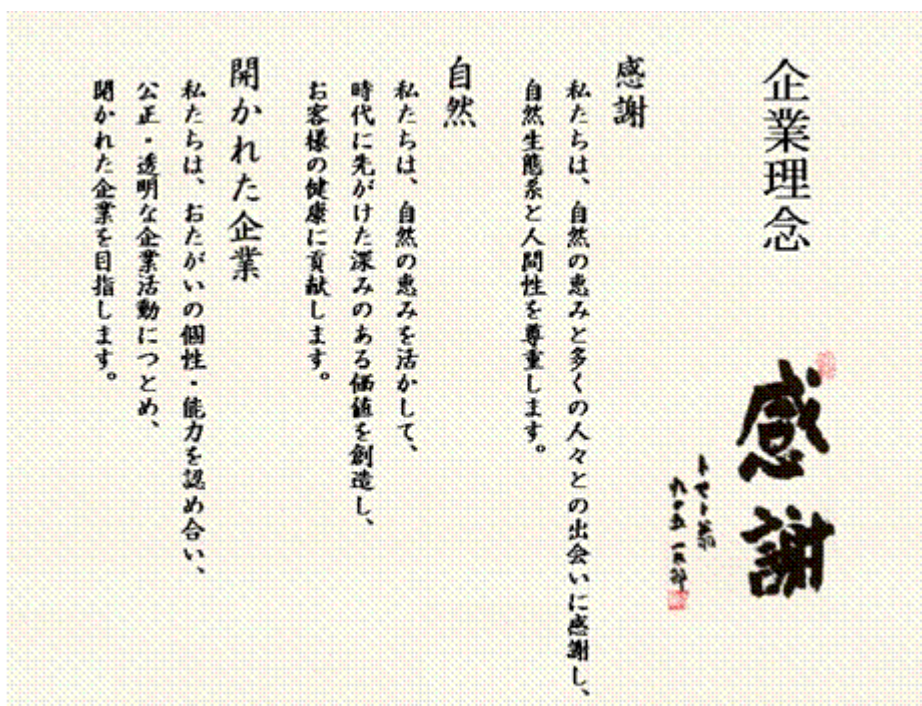 企業理念
感謝
感謝
私たちは、自然の恵みと多くの人々との出会いに感謝し、
自然生態系と人間性を尊重します。
自然
私たちは、自然の恵みを活かして、
時代に先がけた深みのある価値を創造し、
お客様の健康に貢献します。
開かれた企業
私たちは、おたがいの個性・能力を認め合い、
公正・透明な企業活動につとめ、
開かれた企業を目指します。